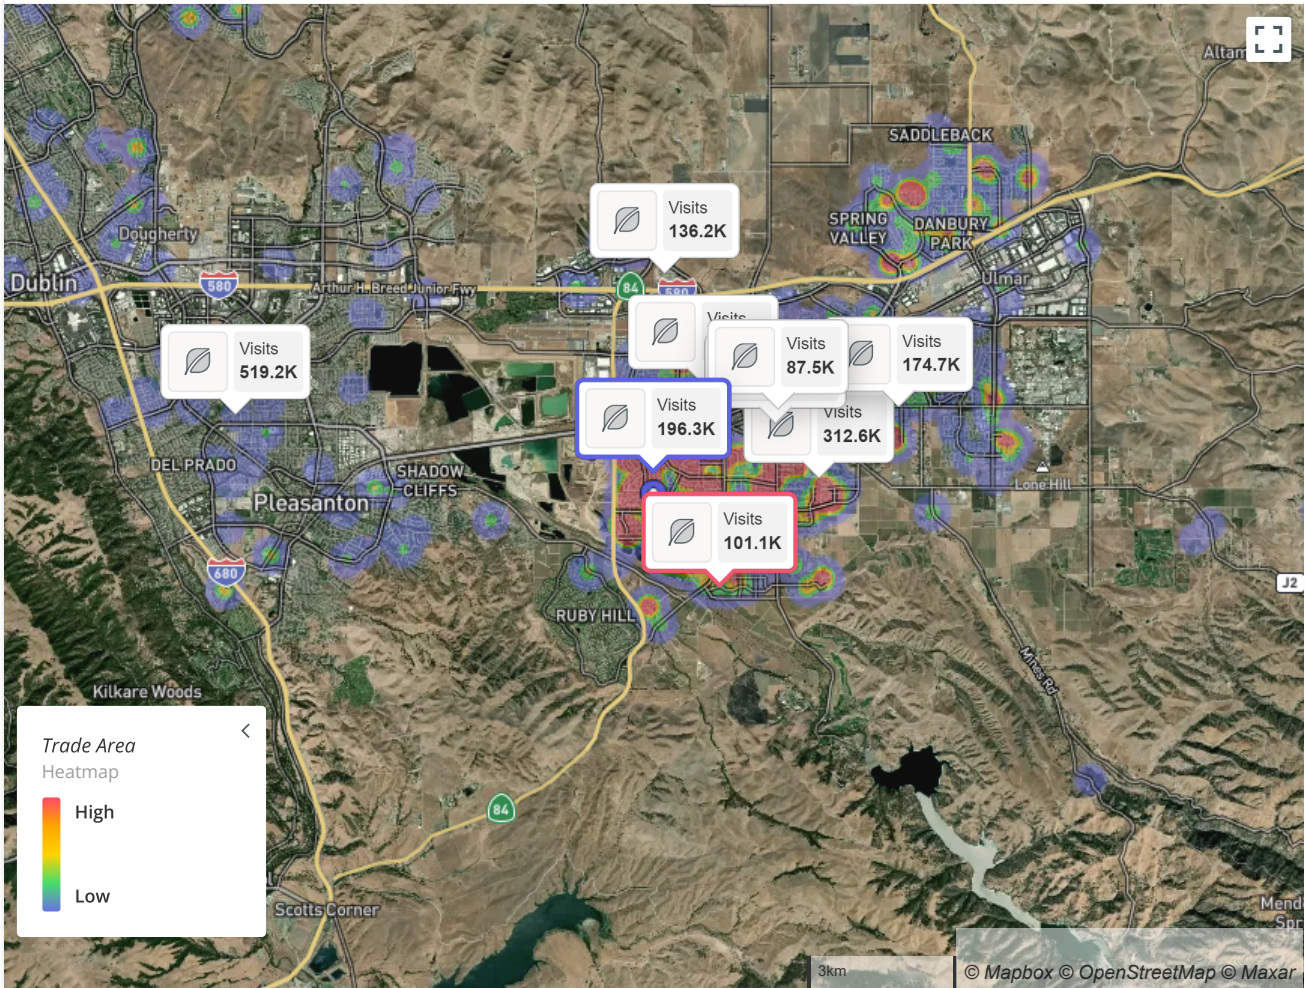 Altam
SADDLEBACK
Visits
136.2K
SPRING
VALLEY
DANBURY
PARK
Dougherty
Dublin
580
Arthur H. Breed Junior Fwy
84
580
Ulmar
Visits
Visits
519.2K
Visits
87.5K
Visits
174.7K
Visits
196.3K
Visits
312.6K
DEL PRADO
SHADOW
CLIFFS
Lone Hill
Pleasanton
Visits
101.1K
680
J2
RUBY HILL
Mines Rd
Kilkare Woods
Trade Area
Heatmap
High
Low
84
Scotts Corner
Mend
Spr
3km
© Mapbox © OpenStreetMap © Maxar